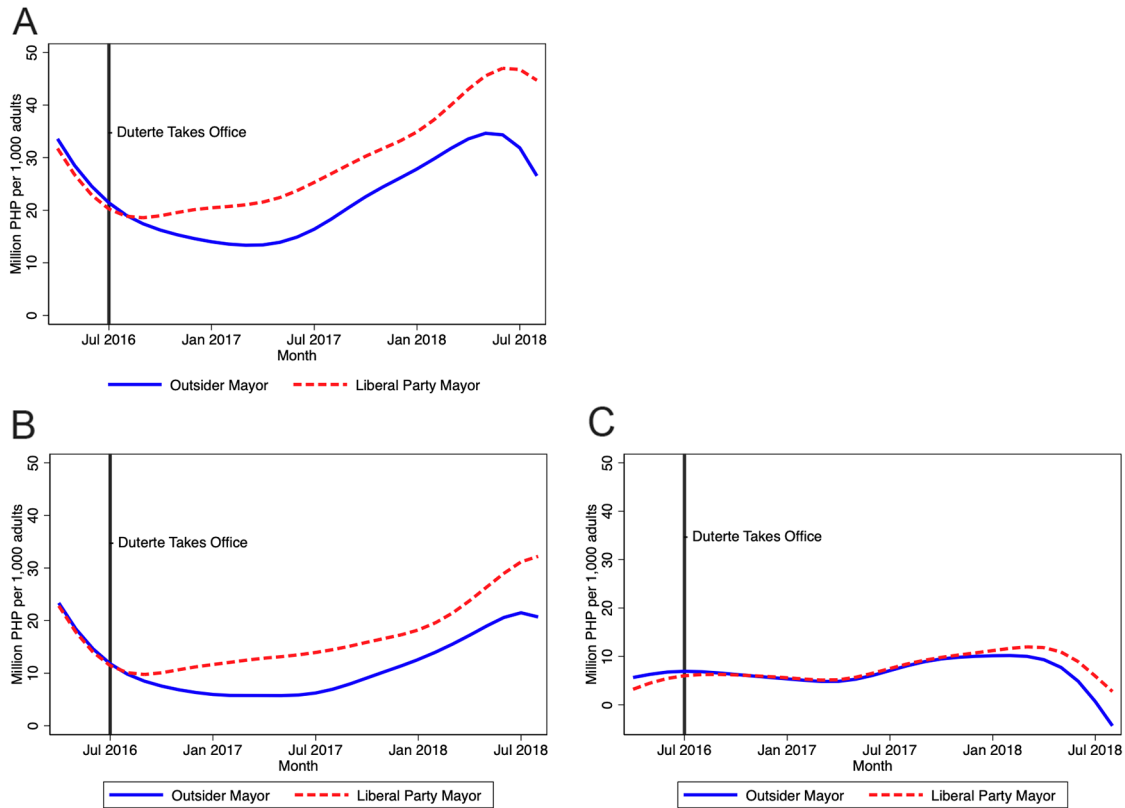 A
Million PHP per 1,000 adults
50
40
30
20
10
0
Duterte Takes Office
Jul 2016 Jan 2017 Jul 2017 Jan 2018 Jul 2018
Month
Outsider Mayor Liberal Party Mayor
B
Million PHP per 1,000 adults
50
40
30
20
10
0
Duterte Takes Office
Jul 2016 Jan 2017 Jul 2017 Jan 2018 Jul 2018
Month
Outsider Mayor Liberal Party Mayor
C
Million PHP per 1,000 adults
50
40
30
20
10
0
Duterte Takes Office
Jul 2016 Jan 2017 Jul 2017 Jan 2018 Jul 2018
Month
Outsider Mayor Liberal Party Mayor